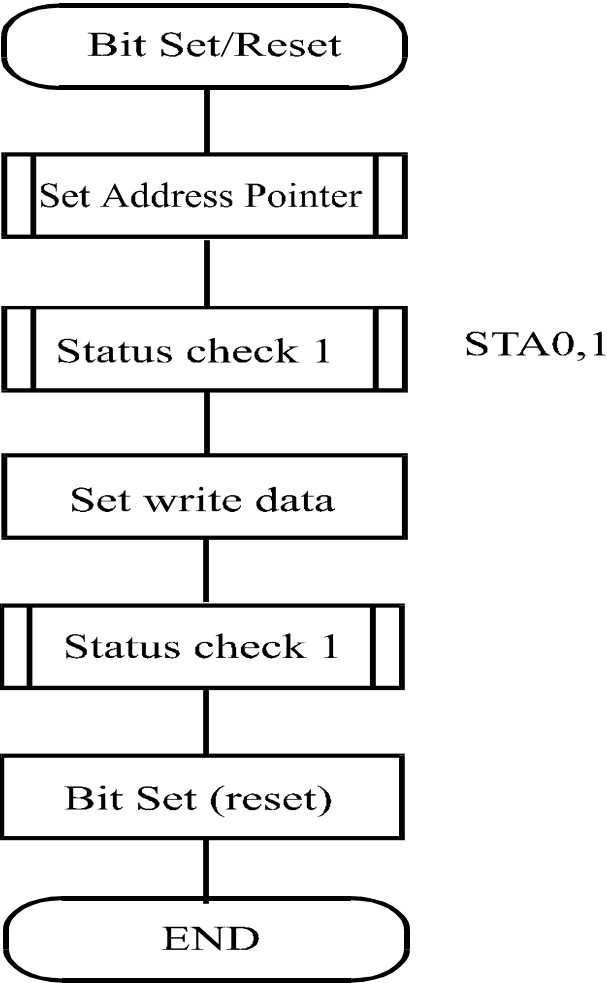 Bit Set/Reset
Set Address Pointer
Status check 1
STA0,1
Set write data
Status check 1
Bit Set (reset)
END